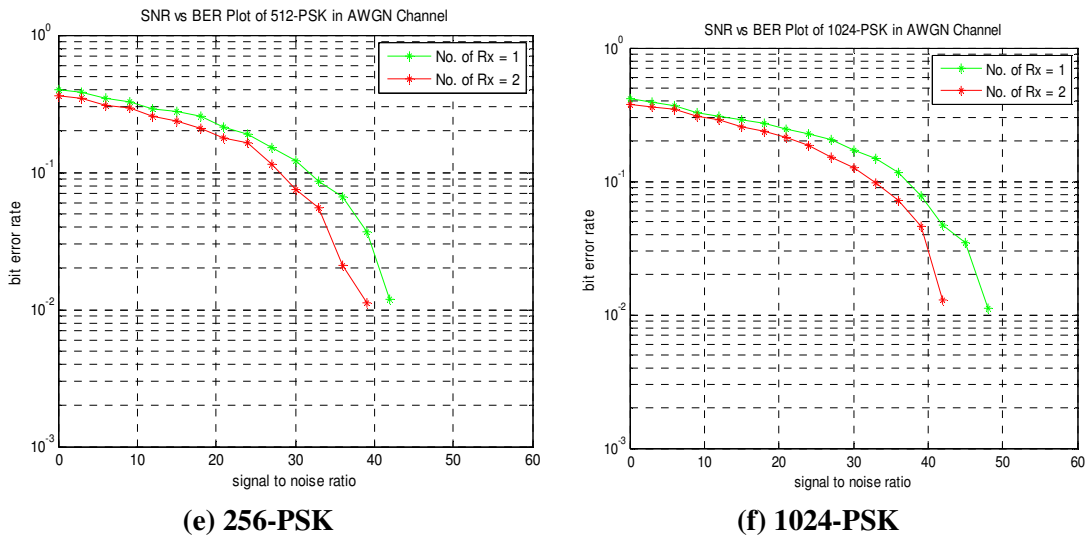 SNR vs BER Plot of 512-PSK in AWGN Channel
10^0
10^-1
10^-2
10^-3
bit error rate
No. of Rx = 1
No. of Rx = 2
0 10 20 30 40 50 60
signal to noise ratio
(e) 256-PSK
SNR vs BER Plot of 1024-PSK in AWGN Channel
10^0
10^-1
10^-2
10^-3
bit error rate
No. of Rx = 1
No. of Rx = 2
0 10 20 30 40 50 60
signal to noise ratio
(f) 1024-PSK